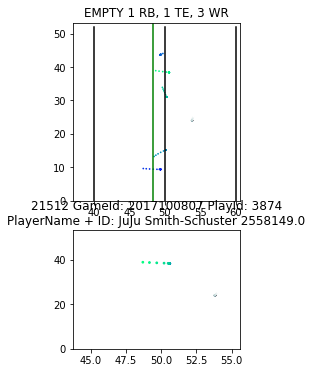 EMPTY 1 RB, 1 TE, 3 WR
50
40
30
20
10
0
40 45 50 55 60
21512 GameId: 2017100807 PlayId: 3874
PlayerName + ID: JuJu Smith-Schuster 2558149.0
40
20
0
45.0 47.5 50.0 52.5 55.0